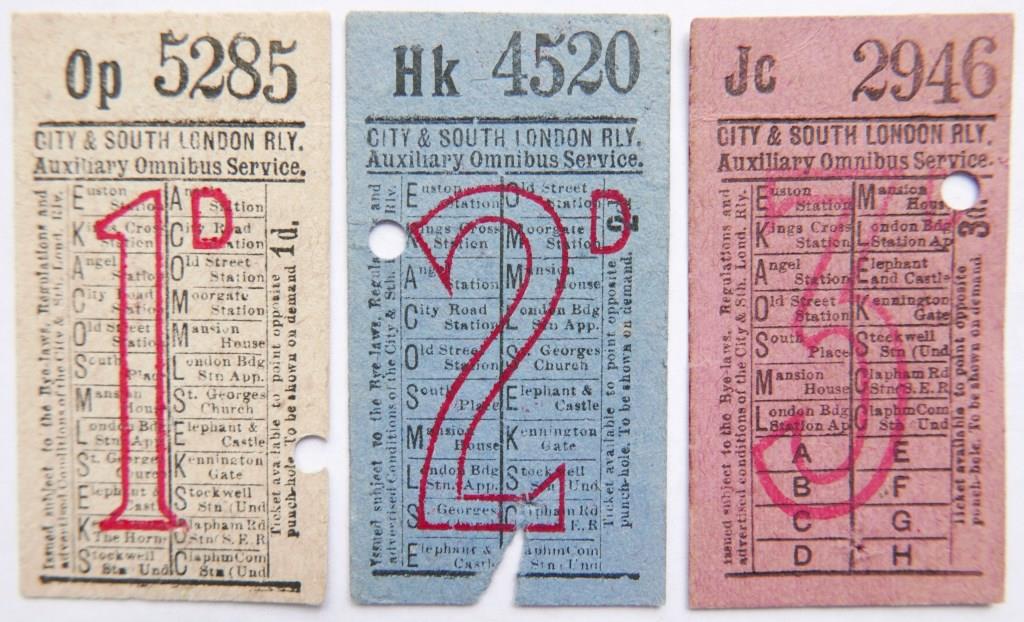 Op 5285
CITY & SOUTH LONDON RLY.
Auxiliary Omnibus Service.
Issued subject to the Bye-laws, Regulations and
advertised Conditions of the City & Sth. Lond. Rly.
Euston Station
Kings Cross Station
Angel Station
City Road Station
Old Street Station
South Place
Mansion House
London Bdg Stn App.
St. Georges Church
Elephant & Castle
K The Horns
Stockwell Stn (Und
Angel Station
City Road Station
Old Street Station
Moorgate Station
Mansion House
London Bdg Stn App.
St. Georges Church
Elephant & Castle
Kennington Gate
Stockwell Stn (Und
Clapham Rd Stn (S.E.R
ClaphmCom Stn (Und
1D
1d.
Ticket available to point opposite
punch-hole. To be shown on demand.
Hk 4520
CITY & SOUTH LONDON RLY.
Auxiliary Omnibus Service.
Issued subject to the Bye-laws, Regulations and
advertised Conditions of the City & Sth. Lond. Rly.
Euston Station
Kings Cross Station
Angel Station
City Road Station
Old Street Station
South Place
Mansion House
London Bdg Stn App.
St Georges
Elephant & Castle
Old Street Station
Moorgate Station
Mansion House
London Bdg Stn App.
St. Georges Church
Elephant & Castle
Kennington Gate
Stockwell Stn (Und
Clapham Rd Stn S.E.R
ClaphmCom Stn (Und
2D
Ticket available to point opposite
punch-hole. To be shown on demand.
Jc 2946
CITY & SOUTH LONDON RLY.
Auxiliary Omnibus Service.
Issued subject to the Bye-laws, Regulations and
advertised conditions of the City & Sth. Lond. Rly.
Euston Station
Kings Cross Station
Angel Station
Old Street Station
South Place
Mansion House
London Bdg Station Ap
A
B
C
D
Mansion House
London Bdg Station Ap
Elephant and Castle
Kennington Gate
Stockwell Stn (Und
Clapham Rd Stn (S.E.R
ClaphmCom Stn (Und
E
F
G.
H
3
3d.
Ticket available to point opposite
punch-hole. To be shown on demand.